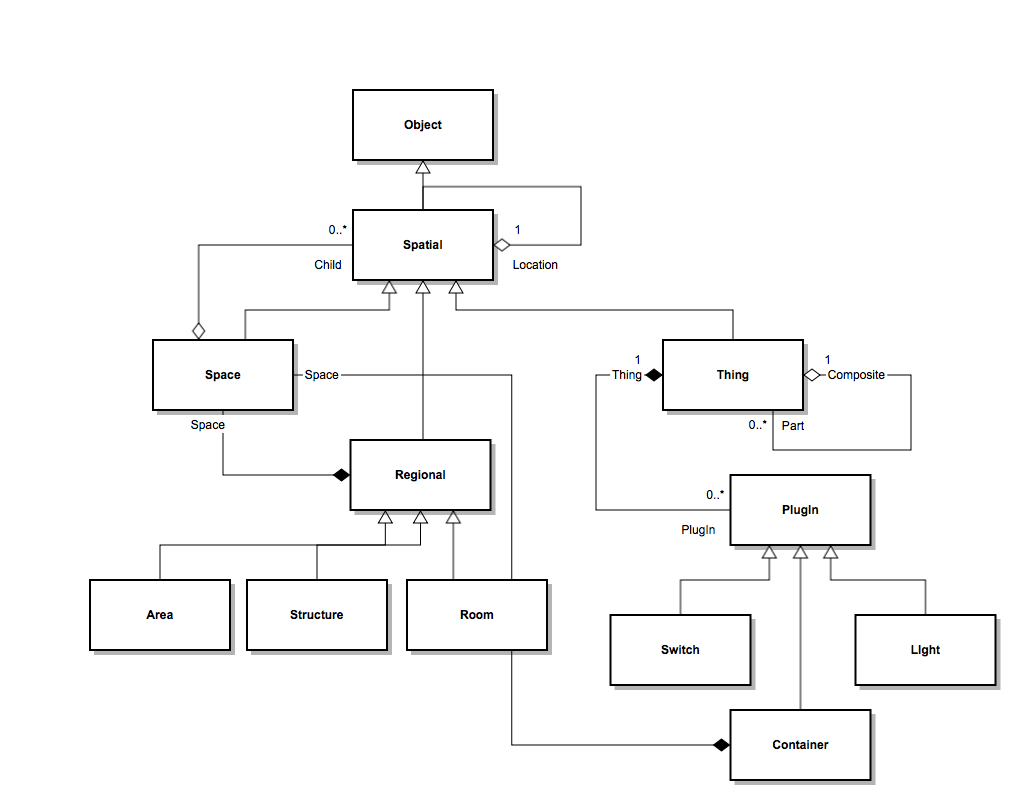 Object
0..*
1
Spatial
Child
Location
Space
Space
1
Thing
Thing
1
Composite
Space
0..*
Part
Regional
0..*
PlugIn
PlugIn
Area
Structure
Room
Switch
LIght
Container